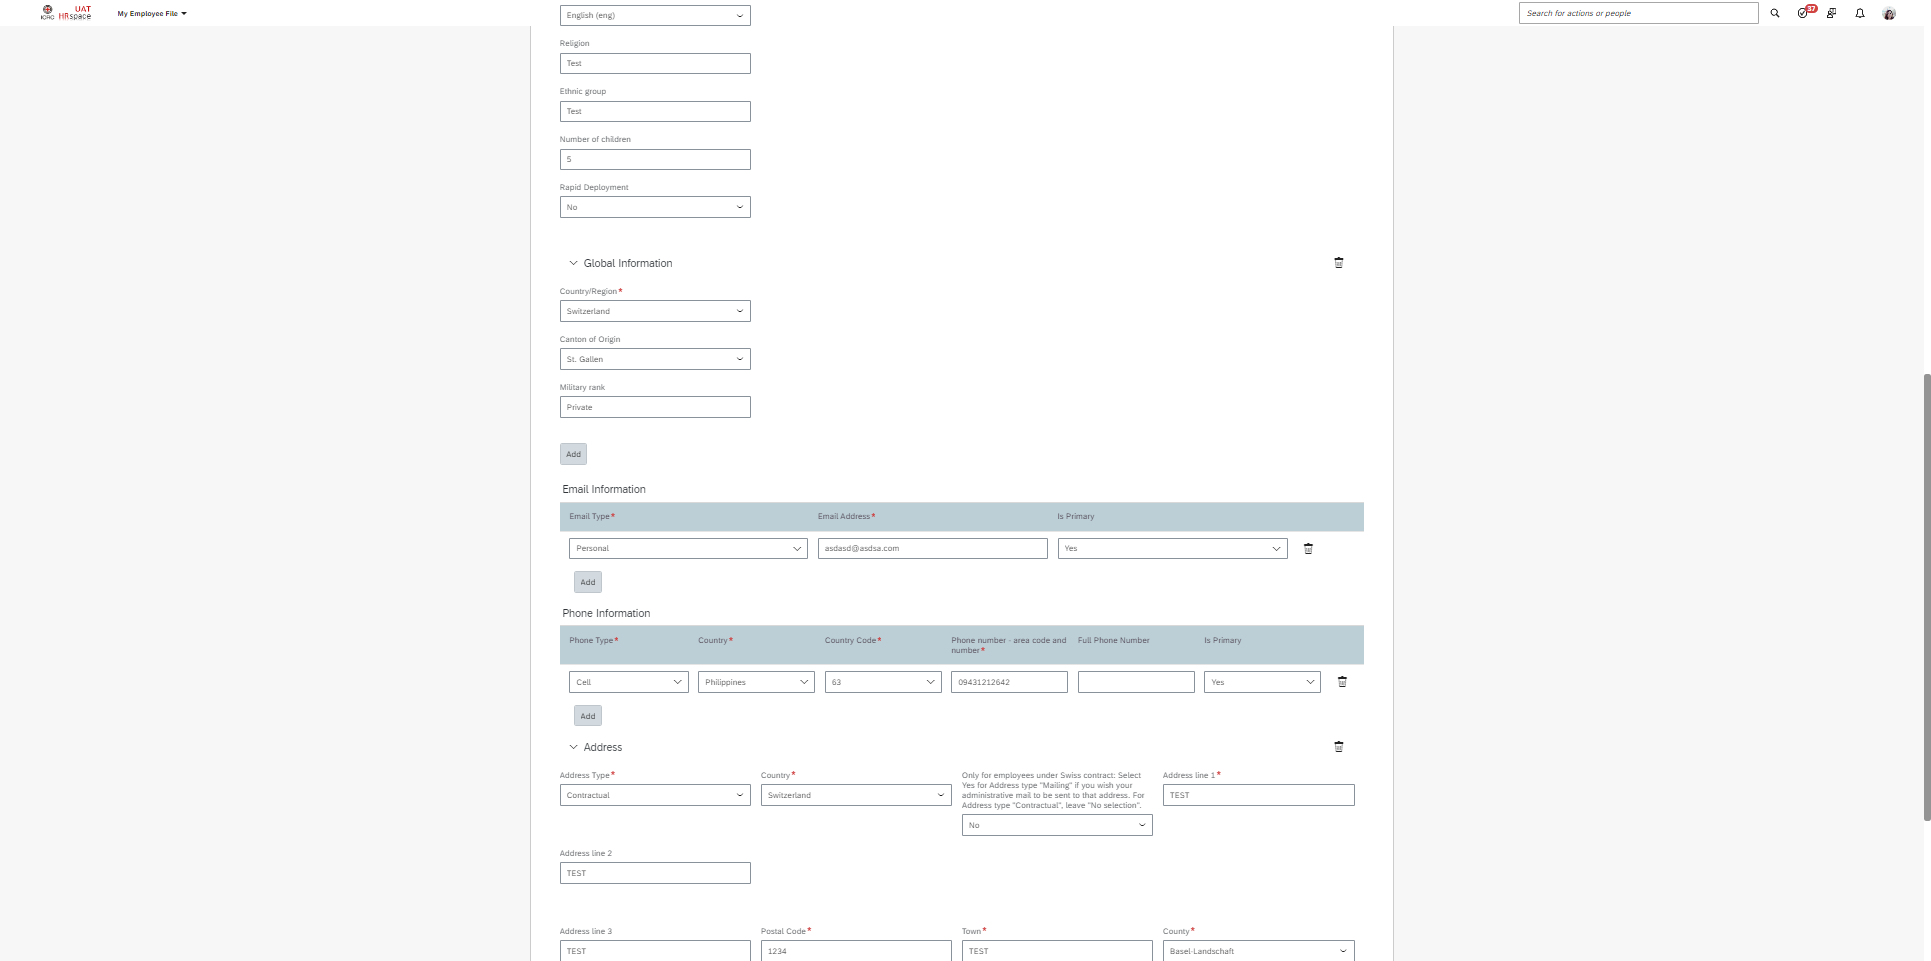 ICRC
UAT
HRspace
My Employee File
Search for actions or people
37
English (eng)
Religion
Test
Ethnic group
Test
Number of children
5
Rapid Deployment
No
Global Information
Country/Region*
Switzerland
Canton of Origin
St. Gallen
Military rank
Private
Add
Email Information
Email Type* Email Address* Is Primary
Personal asdasd@asdsa.com Yes
Add
Phone Information
Phone Type* Country* Country Code* Phone number - area code and Full Phone Number Is Primary
number*
Cell Philippines 63 09431212642 Yes
Add
Address
Address Type* Country* Only for employees under Swiss contract: Select Address line 1*
Yes for Address type "Mailing" if you wish your
administrative mail to be sent to that address. For
Address type "Contractual", leave "No selection".
Contractual Switzerland TEST
No
Address line 2
TEST
Address line 3 Postal Code* Town* County*
TEST 1234 TEST Basel-Landschaft